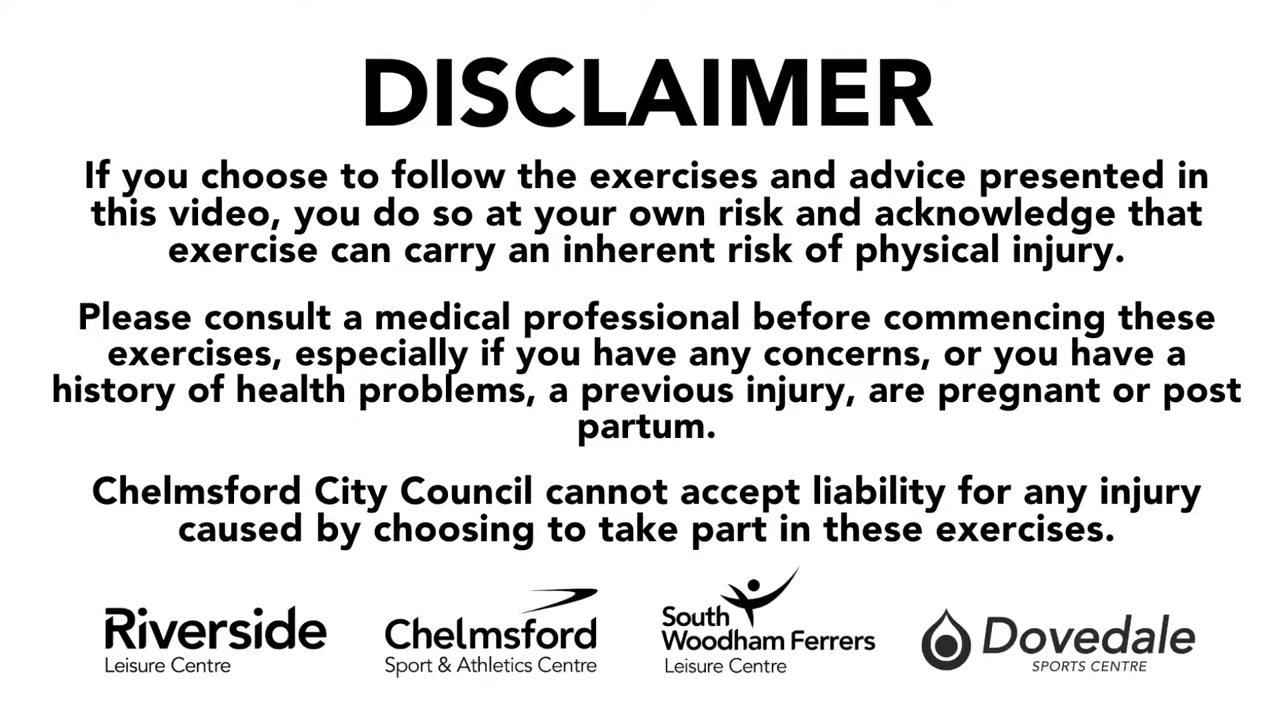 DISCLAIMER
If you choose to follow the exercises and advice presented in
this video, you do so at your own risk and acknowledge that
exercise can carry an inherent risk of physical injury.
Please consult a medical professional before commencing these
exercises, especially if you have any concerns, or you have a
history of health problems, a previous injury, are pregnant or post
partum.
Chelmsford City Council cannot accept liability for any injury
caused by choosing to take part in these exercises.
Riverside
Leisure Centre
Chelmsford
Sport & Athletics Centre
South
Woodham Ferrers
Leisure Centre
Dovedale
SPORTS CENTRE